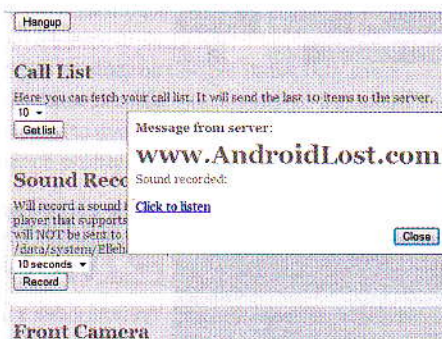 Hangup
Call List
Here you can fetch your call list. It will send the last 10 items to the server.
10
Get list
Message from server:
www.AndroidLost.com
Sound recorded:
Click to listen
Close
Sound Reco
Will record a sound
player that supports
will NOT be sent to
/data/system/
10 seconds
Record
Front Camera